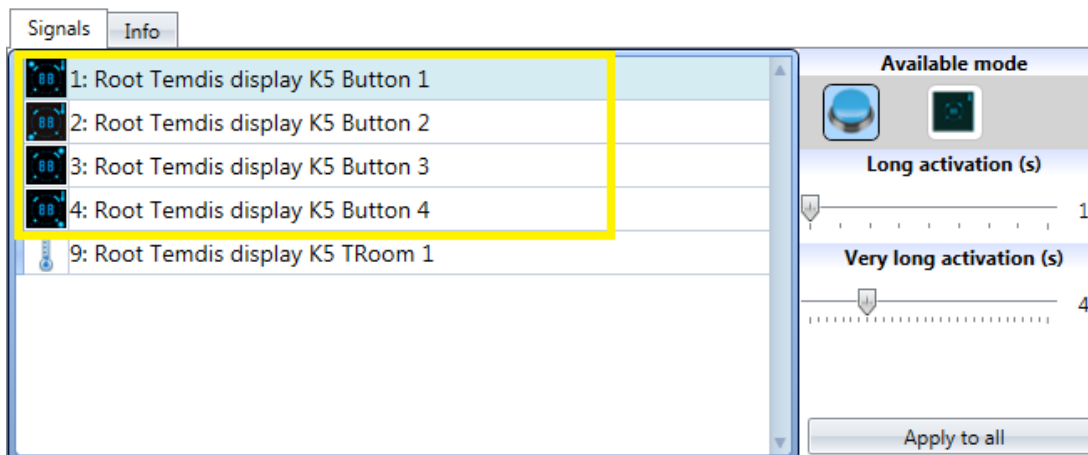 Signals
Info
1: Root Temdis display K5 Button 1
2: Root Temdis display K5 Button 2
3: Root Temdis display K5 Button 3
4: Root Temdis display K5 Button 4
9: Root Temdis display K5 TRoom 1
Available mode
Long activation (s)
1
Very long activation (s)
4
Apply to all